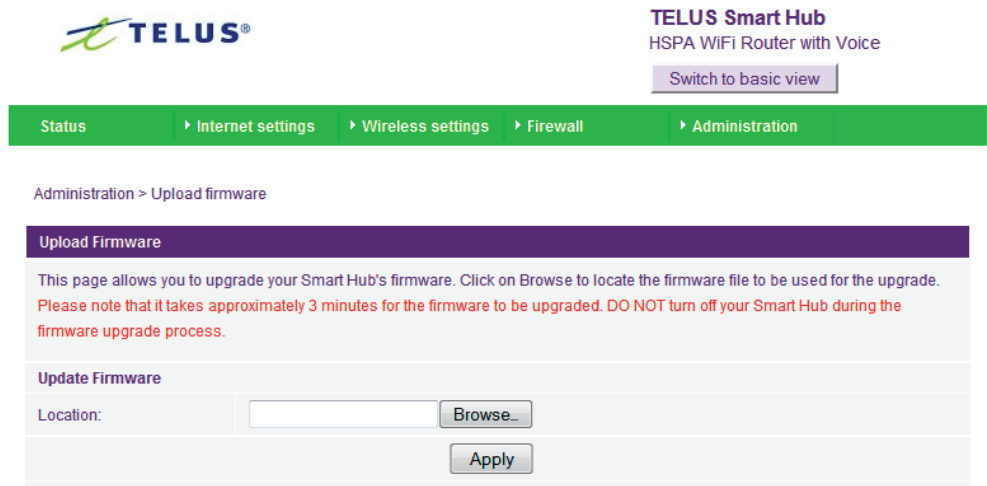 TELUS®
TELUS Smart Hub
HSPA WiFi Router with Voice
Switch to basic view
Status
Internet settings
Wireless settings
Firewall
Administration
Administration > Upload firmware
Upload Firmware
This page allows you to upgrade your Smart Hub's firmware. Click on Browse to locate the firmware file to be used for the upgrade.
Please note that it takes approximately 3 minutes for the firmware to be upgraded. DO NOT turn off your Smart Hub during the
firmware upgrade process.
Update Firmware
Location:
Browse...
Apply